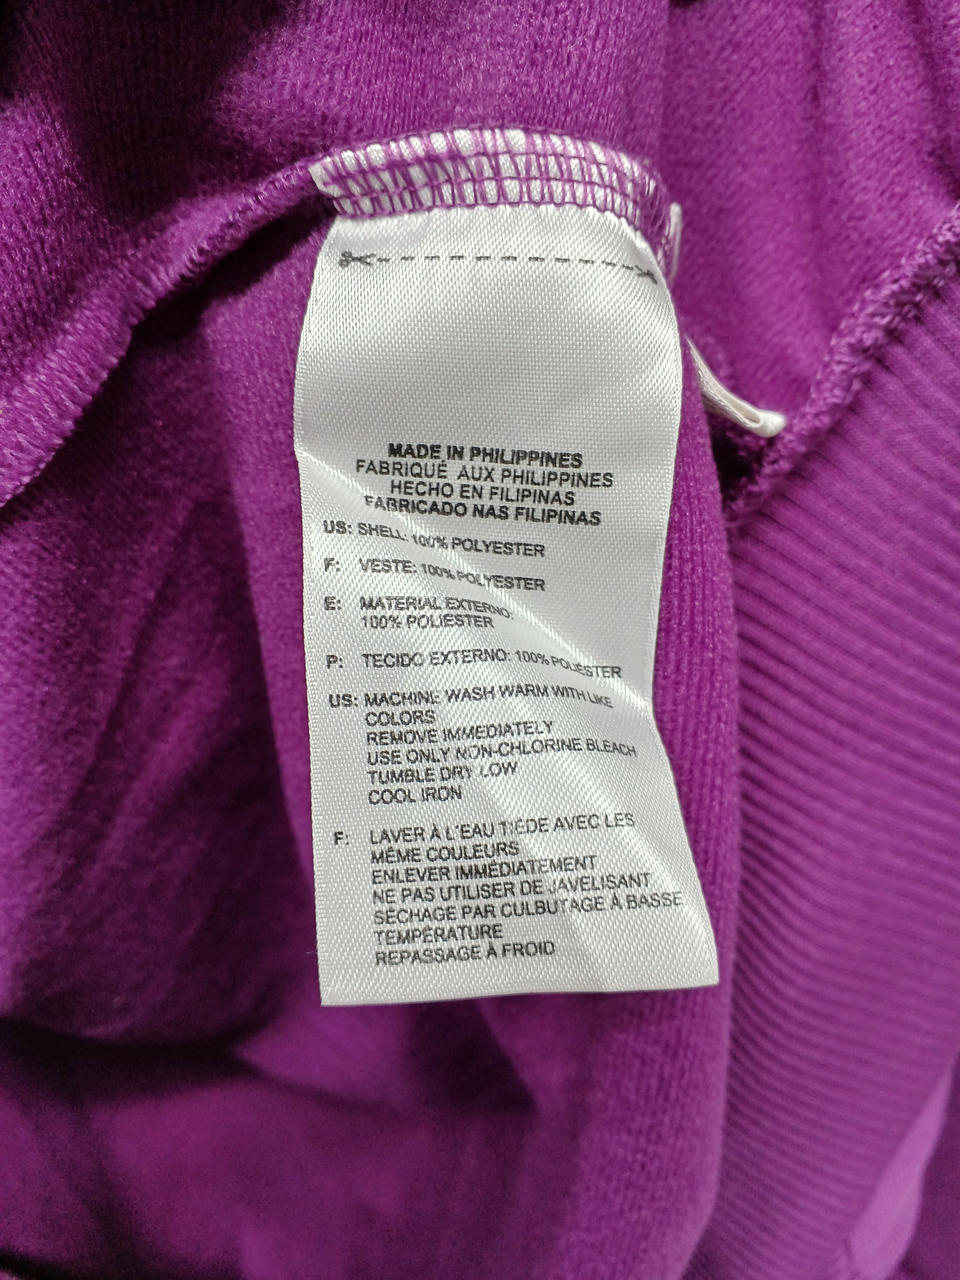 MADE IN PHILIPPINES
FABRIQUÉ AUX PHILIPPINES
HECHO EN FILIPINAS
FABRICADO NAS FILIPINAS
US: SHELL: 100% POLYESTER
F: VESTE: 100% POLYESTER
E: MATERIAL EXTERNO:
100% POLIÉSTER
P: TECIDO EXTERNO: 100% POLIÉSTER
US: MACHINE WASH WARM WITH LIKE
COLORS
REMOVE IMMEDIATELY
USE ONLY NON-CHLORINE BLEACH
TUMBLE DRY LOW
COOL IRON
F: LAVER À L'EAU TIÈDE AVEC LES
MÊME COULEURS
ENLEVER IMMÉDIATEMENT
NE PAS UTILISER DE JAVELISANT
SÉCHAGE PAR CULBUTAGE À BASSE
TEMPÉRATURE
REPASSAGE À FROID